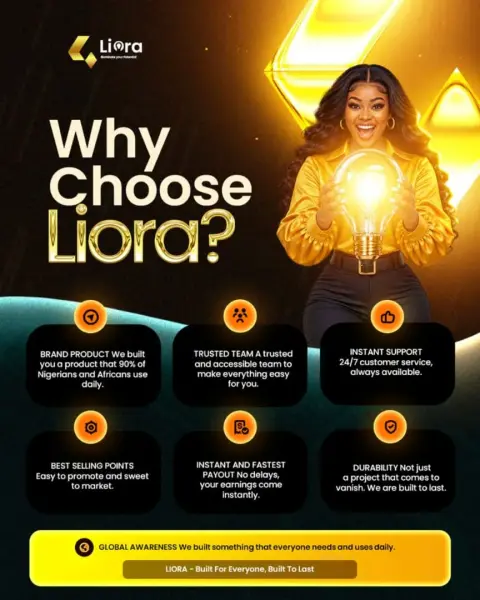 Liora
Illuminate your Potential
Why
Choose
Liora?
BRAND PRODUCT We built
you a product that 90% of
Nigerians and Africans use
daily.
TRUSTED TEAM A trusted
and accessible team to
make everything easy
for you.
INSTANT SUPPORT
24/7 customer service,
always available.
BEST SELLING POINTS
Easy to promote and sweet
to market.
INSTANT AND FASTEST
PAYOUT No delays,
your earnings come
instantly.
DURABILITY Not just
a project that comes to
vanish. We are built to last.
GLOBAL AWARENESS We built something that everyone needs and uses daily.
LIORA - Built For Everyone, Built To Last